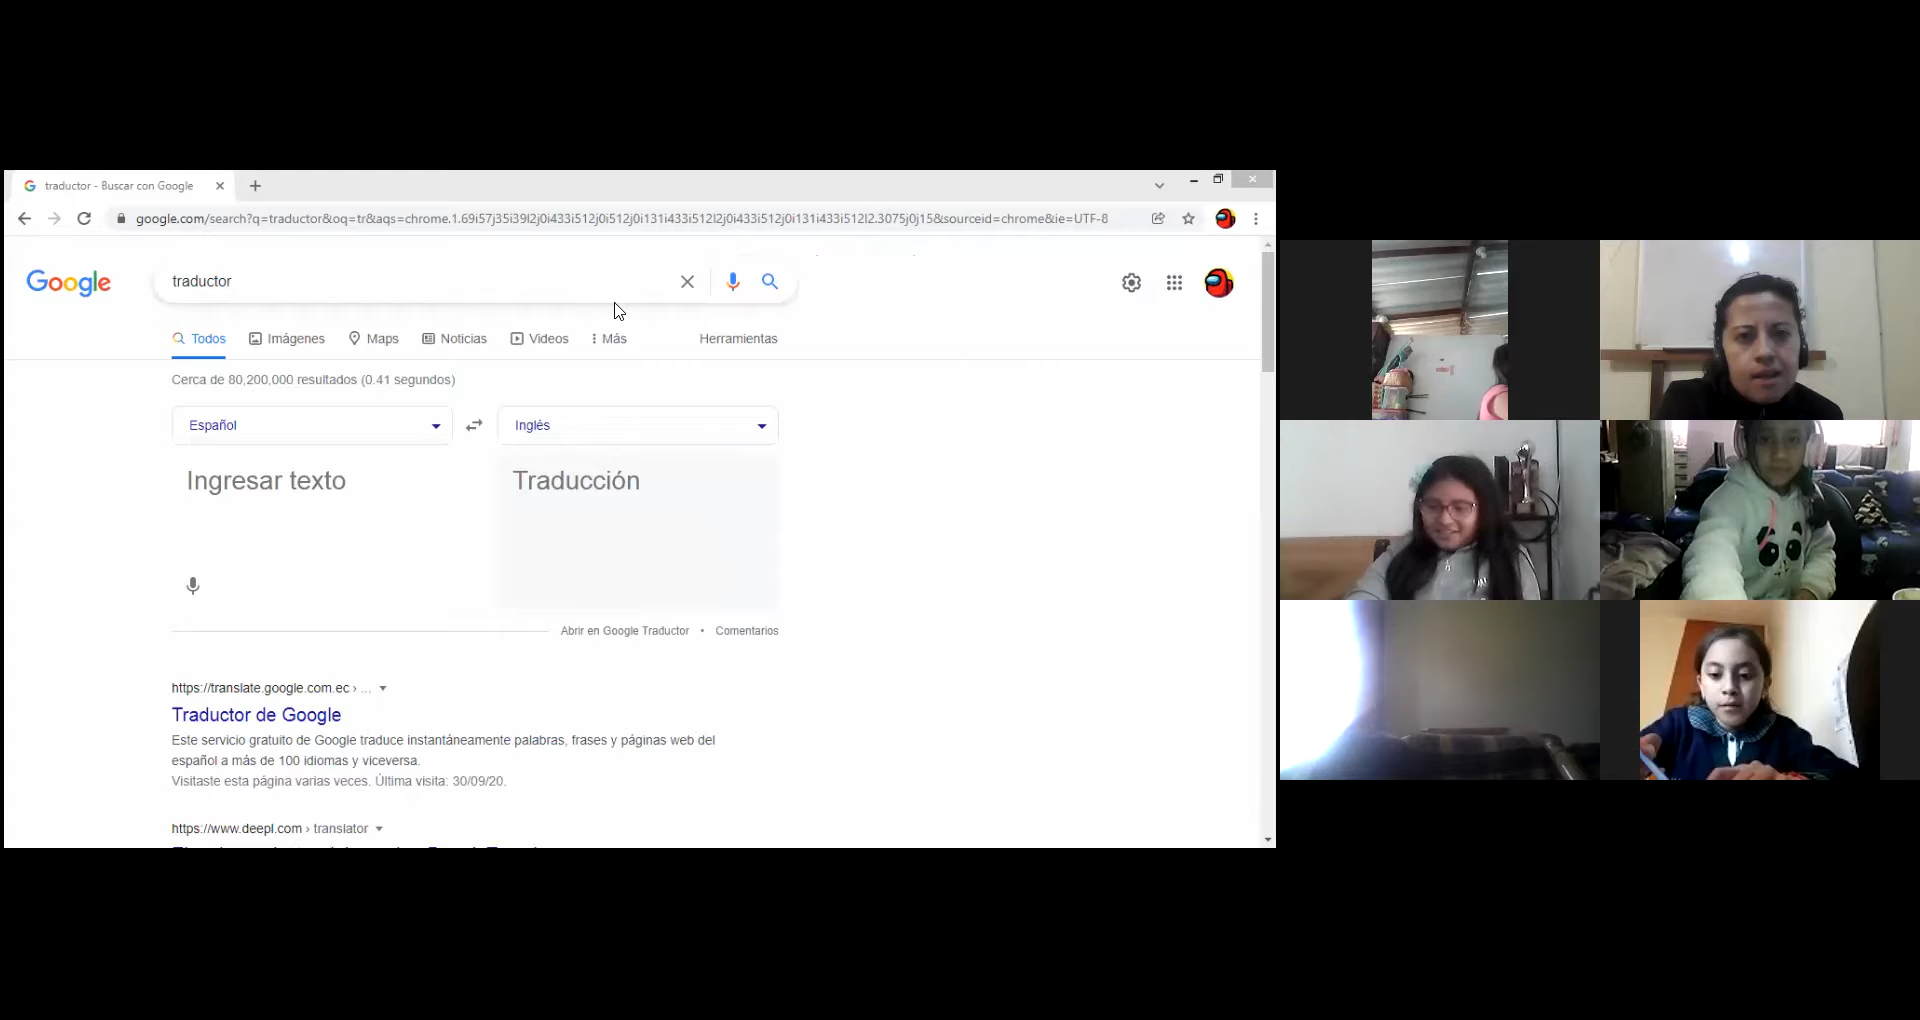 traductor - Buscar con Google
google.com/search?q=traductor&oq=tr&aqs=chrome.1.69i57j35i39l2j0i433i512j0i512j0i131i433i512l2j0i433i512j0i131i433i512l2.3075j0j15&sourceid=chrome&ie=UTF-8
Google
traductor
Todos Imágenes Maps Noticias Videos Más Herramientas
Cerca de 80,200,000 resultados (0.41 segundos)
Español Inglés
Ingresar texto Traducción
Abrir en Google Traductor • Comentarios
https://translate.google.com.ec › ...
Traductor de Google
Este servicio gratuito de Google traduce instantáneamente palabras, frases y páginas web del
español a más de 100 idiomas y viceversa.
Visitaste esta página varias veces. Última visita: 30/09/20.
https://www.deepl.com › translator